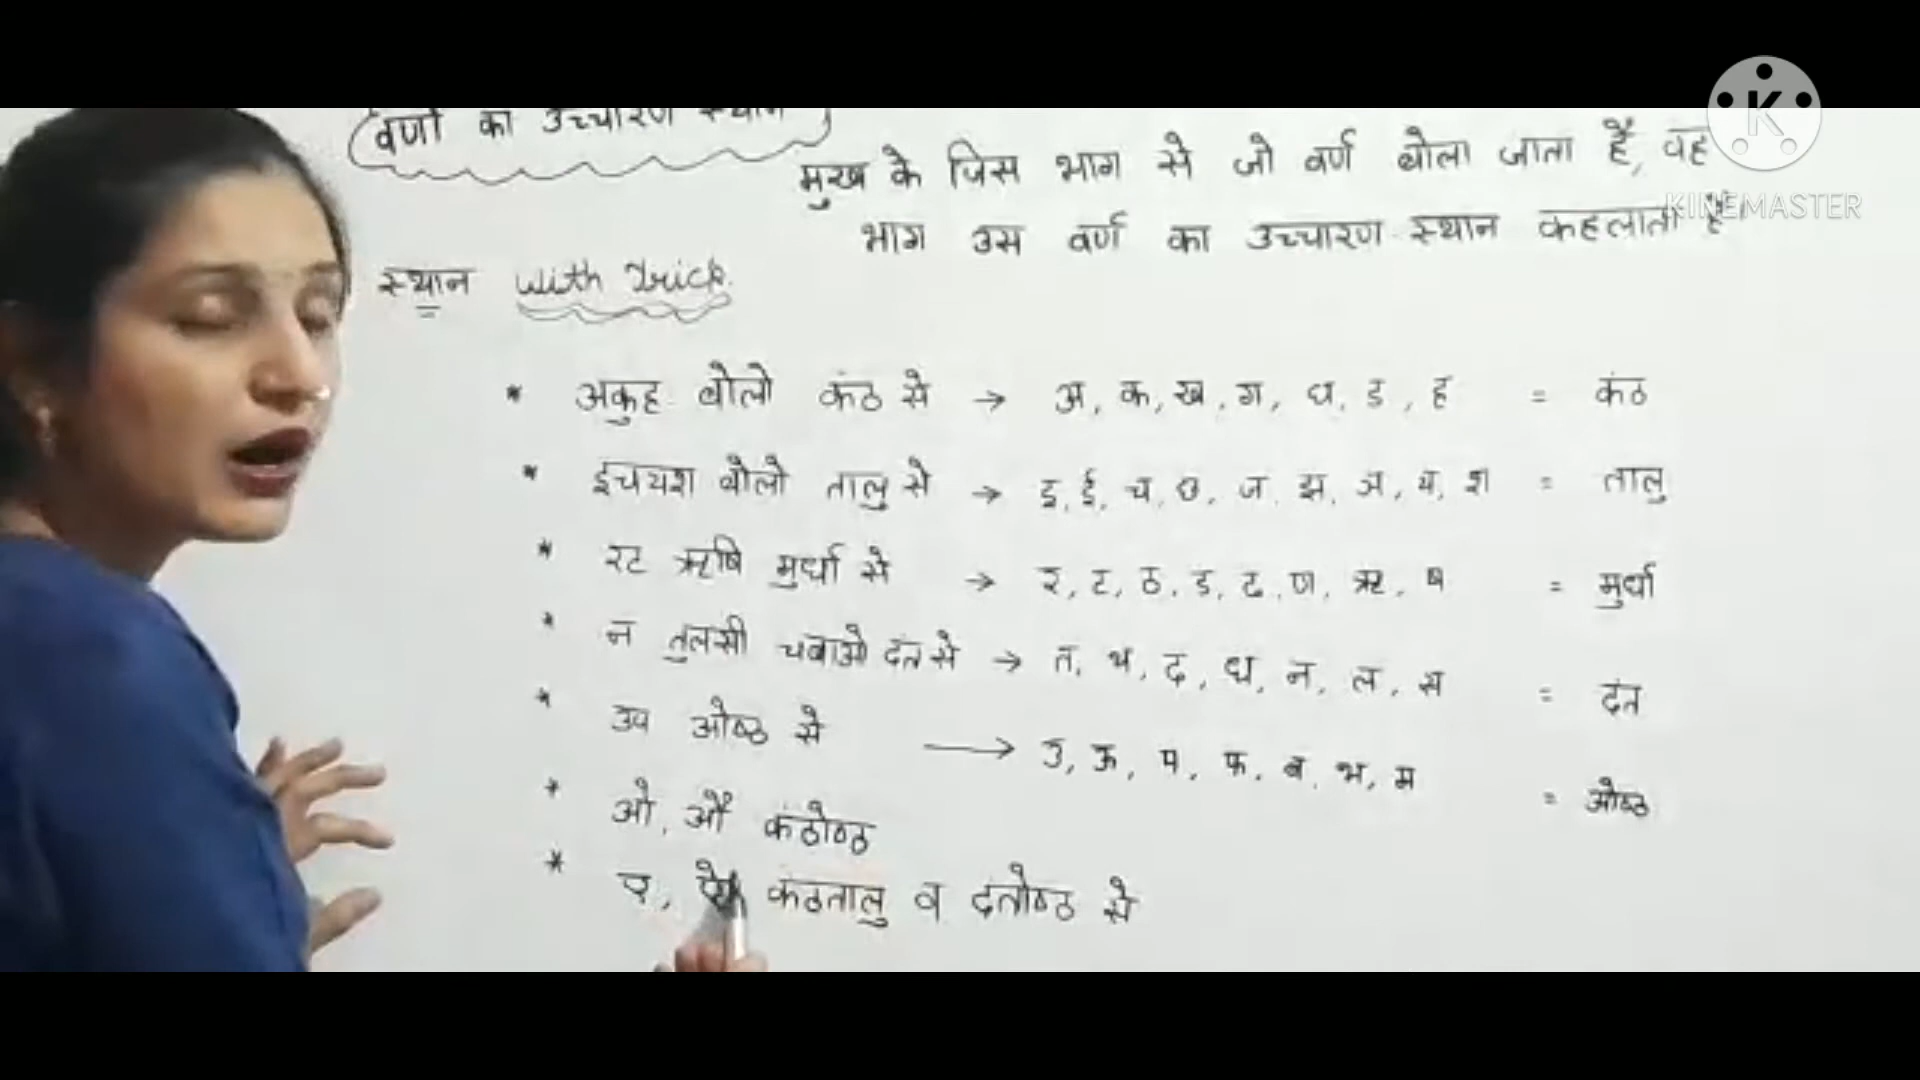 वर्णो का उच्चारण स्थान
मुख के जिस भाग से जो वर्ण बोला जाता है, वह
भाग उस वर्ण का उच्चारण स्थान कहलाता है।
K
KINEMASTER
स्थान With Trick.
* अकुह बोलो कंठ से → अ, क, ख, ग, घ, ड, ह = कंठ
* इचयश बोलो तालु से → इ, ई, च, छ, ज, झ, ञ, य, श = तालु
* रट ऋषि मुर्धा से → र, ट, ठ, ड, ढ, ण, ऋ, ष = मुर्धा
* न तुलसी चबाओ दंत से → त, थ, द, ध, न, ल, स = दंत
* उप ओष्ठ से → उ, ऊ, प, फ, ब, भ, म = ओष्ठ
* ओ, औ कंठोष्ठ
* ए, ऐ कंठतालु व दंतोष्ठ से